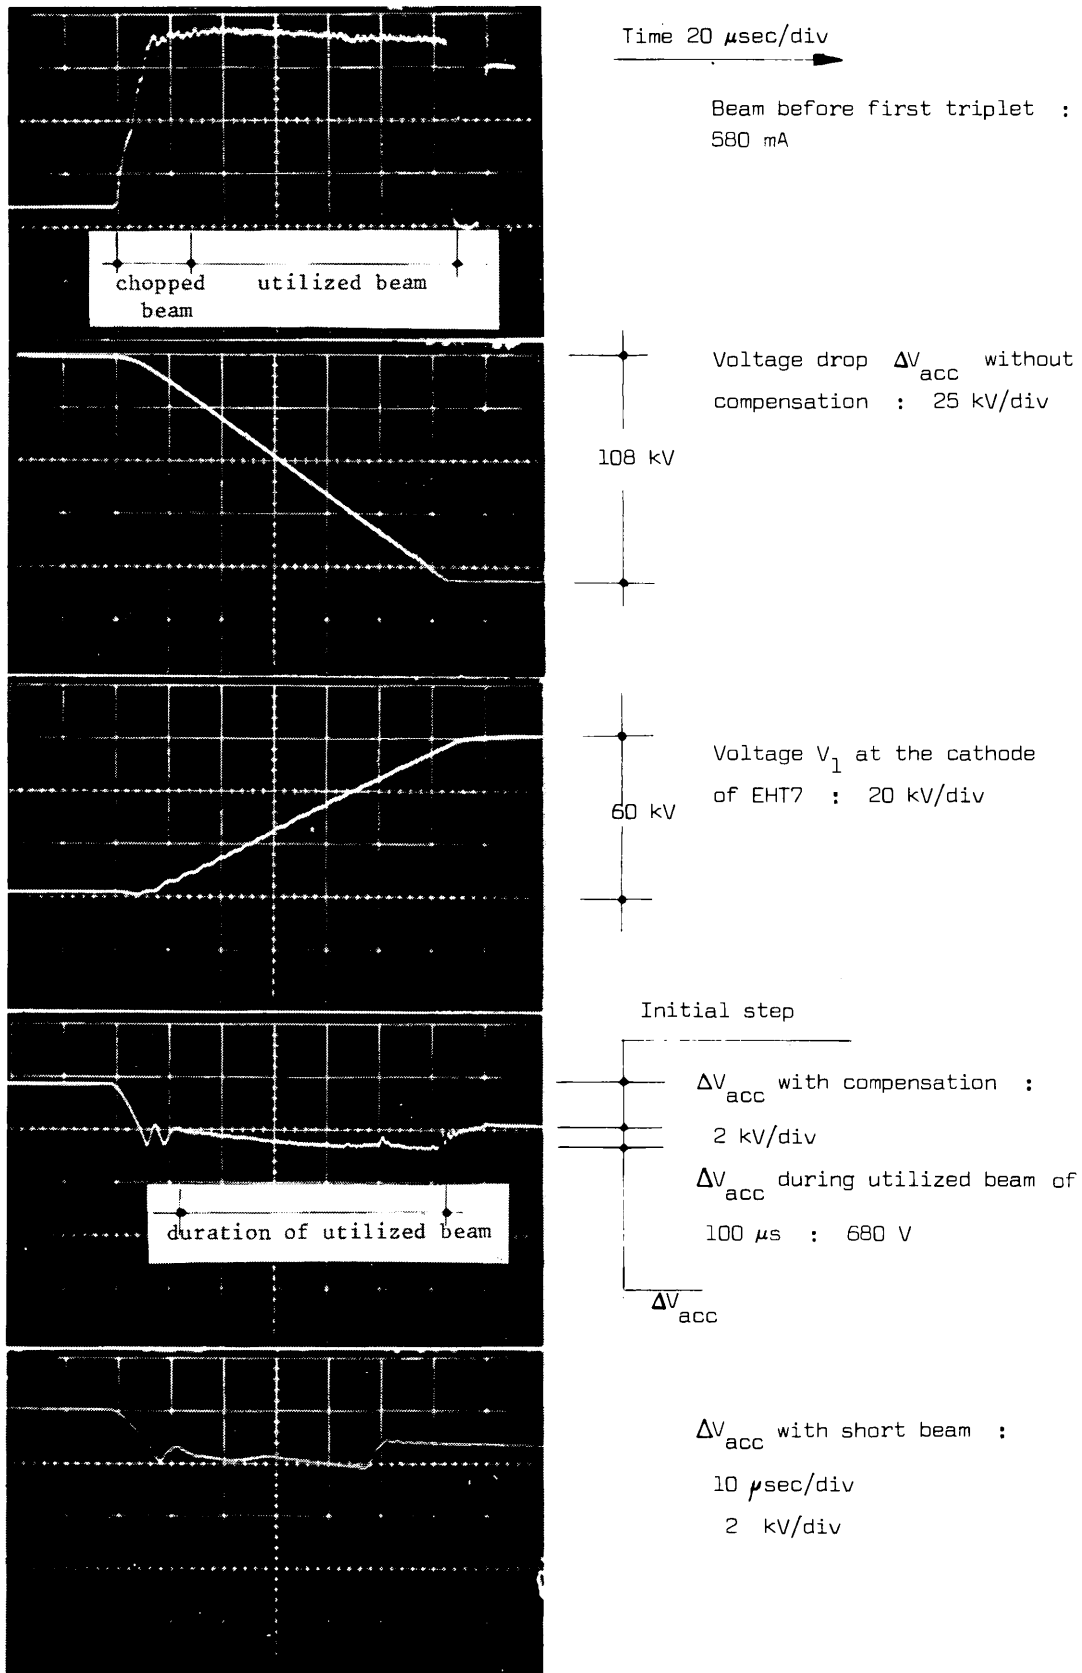 Time 20 μsec/div
Beam before first triplet :
580 mA
chopped utilized beam
beam
Voltage drop ΔV_acc without
compensation : 25 kV/div
108 kV
Voltage V_1 at the cathode
of EHT7 : 20 kV/div
60 kV
Initial step
ΔV_acc with compensation :
2 kV/div
ΔV_acc during utilized beam of
100 μs : 680 V
duration of utilized beam
ΔV_acc
ΔV_acc with short beam :
10 μsec/div
2 kV/div